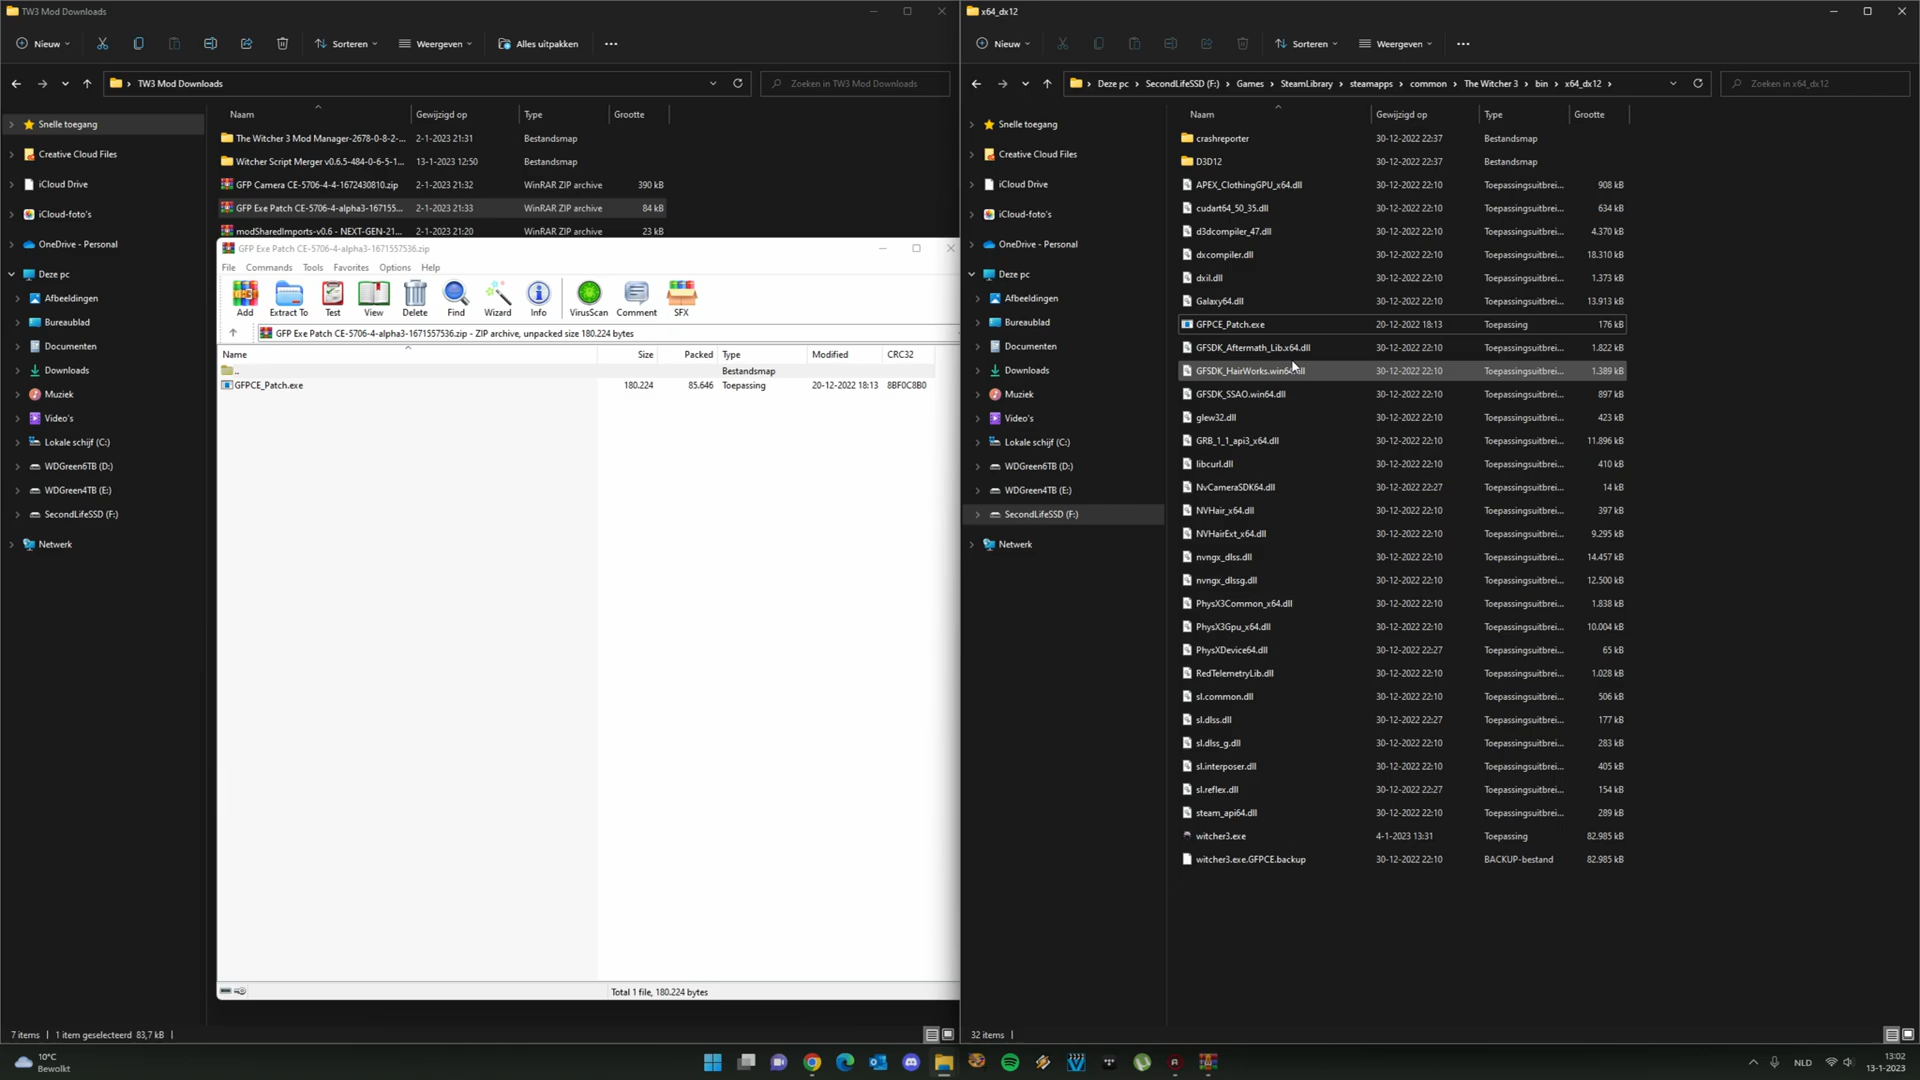 TW3 Mod Downloads
Nieuw
Sorteren
Weergeven
Alles uitpakken
TW3 Mod Downloads
Zoeken in TW3 Mod Downloads
Snelle toegang
Creative Cloud Files
iCloud Drive
iCloud-foto's
OneDrive - Personal
Deze pc
Afbeeldingen
Bureaublad
Documenten
Downloads
Muziek
Video's
Lokale schijf (C:)
WDGreen6TB (D:)
WDGreen4TB (E:)
SecondLifeSSD (F:)
Netwerk
Naam Gewijzigd op Type Grootte
The Witcher 3 Mod Manager-2678-0-8-2-... 2-1-2023 21:31 Bestandsmap
Witcher Script Merger v0.6.5-484-0-6-5-1... 13-1-2023 12:50 Bestandsmap
GFP Camera CE-5706-4-4-1672430810.zip 2-1-2023 21:32 WinRAR ZIP archive 390 kB
GFP Exe Patch CE-5706-4-alpha3-167155... 2-1-2023 21:33 WinRAR ZIP archive 84 kB
modSharedImports-v0.6 - NEXT-GEN-21... 2-1-2023 21:20 WinRAR ZIP archive 23 kB
GFP Exe Patch CE-5706-4-alpha3-1671557536.zip
File Commands Tools Favorites Options Help
Add Extract To Test View Delete Find Wizard Info VirusScan Comment SFX
GFP Exe Patch CE-5706-4-alpha3-1671557536.zip - ZIP archive, unpacked size 180.224 bytes
Name Size Packed Type Modified CRC32
.. Bestandsmap
GFPCE_Patch.exe 180.224 85.646 Toepassing 20-12-2022 18:13 8BF0C8B0
Total 1 file, 180.224 bytes
7 items 1 item geselecteerd 83,7 kB
x64_dx12
Nieuw
Sorteren
Weergeven
Deze pc › SecondLifeSSD (F:) › Games › SteamLibrary › steamapps › common › The Witcher 3 › bin › x64_dx12 ›
Zoeken in x64_dx12
Snelle toegang
Creative Cloud Files
iCloud Drive
iCloud-foto's
OneDrive - Personal
Deze pc
Afbeeldingen
Bureaublad
Documenten
Downloads
Muziek
Video's
Lokale schijf (C:)
WDGreen6TB (D:)
WDGreen4TB (E:)
SecondLifeSSD (F:)
Netwerk
Naam Gewijzigd op Type Grootte
crashreporter 30-12-2022 22:37 Bestandsmap
D3D12 30-12-2022 22:37 Bestandsmap
APEX_ClothingGPU_x64.dll 30-12-2022 22:10 Toepassingsuitbrei... 908 kB
cudart64_50_35.dll 30-12-2022 22:10 Toepassingsuitbrei... 634 kB
d3dcompiler_47.dll 30-12-2022 22:10 Toepassingsuitbrei... 4.370 kB
dxcompiler.dll 30-12-2022 22:10 Toepassingsuitbrei... 18.310 kB
dxil.dll 30-12-2022 22:10 Toepassingsuitbrei... 1.373 kB
Galaxy64.dll 30-12-2022 22:10 Toepassingsuitbrei... 13.913 kB
GFPCE_Patch.exe 20-12-2022 18:13 Toepassing 176 kB
GFSDK_Aftermath_Lib.x64.dll 30-12-2022 22:10 Toepassingsuitbrei... 1.822 kB
GFSDK_HairWorks.win64.dll 30-12-2022 22:10 Toepassingsuitbrei... 1.389 kB
GFSDK_SSAO.win64.dll 30-12-2022 22:10 Toepassingsuitbrei... 897 kB
glew32.dll 30-12-2022 22:10 Toepassingsuitbrei... 423 kB
GRB_1_1_api3_x64.dll 30-12-2022 22:10 Toepassingsuitbrei... 11.896 kB
libcurl.dll 30-12-2022 22:10 Toepassingsuitbrei... 410 kB
NvCameraSDK64.dll 30-12-2022 22:27 Toepassingsuitbrei... 14 kB
NVHair_x64.dll 30-12-2022 22:10 Toepassingsuitbrei... 397 kB
NVHairExt_x64.dll 30-12-2022 22:10 Toepassingsuitbrei... 9.295 kB
nvngx_dlss.dll 30-12-2022 22:10 Toepassingsuitbrei... 14.457 kB
nvngx_dlssg.dll 30-12-2022 22:10 Toepassingsuitbrei... 12.500 kB
PhysX3Common_x64.dll 30-12-2022 22:10 Toepassingsuitbrei... 1.838 kB
PhysX3Gpu_x64.dll 30-12-2022 22:10 Toepassingsuitbrei... 10.004 kB
PhysXDevice64.dll 30-12-2022 22:27 Toepassingsuitbrei... 65 kB
RedTelemetryLib.dll 30-12-2022 22:10 Toepassingsuitbrei... 1.028 kB
sl.common.dll 30-12-2022 22:10 Toepassingsuitbrei... 506 kB
sl.dlss.dll 30-12-2022 22:27 Toepassingsuitbrei... 177 kB
sl.dlss_g.dll 30-12-2022 22:10 Toepassingsuitbrei... 283 kB
sl.interposer.dll 30-12-2022 22:10 Toepassingsuitbrei... 405 kB
sl.reflex.dll 30-12-2022 22:27 Toepassingsuitbrei... 154 kB
steam_api64.dll 30-12-2022 22:10 Toepassingsuitbrei... 289 kB
witcher3.exe 4-1-2023 13:31 Toepassing 82.985 kB
witcher3.exe.GFPCE.backup 30-12-2022 22:10 BACKUP-bestand 82.985 kB
32 items
10°C
Bewolkt
NLD
13:02
13-1-2023